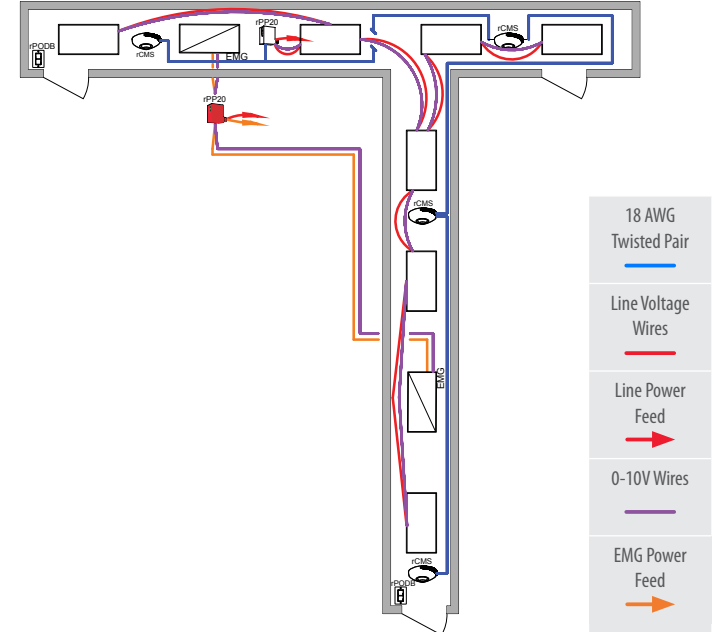 rPP20
rPODB
rCMS
EMG
rCMS
rPP20
rCMS
EMG
rCMS
rPODB
18 AWG
Twisted Pair
Line Voltage
Wires
Line Power
Feed
0-10V Wires
EMG Power
Feed